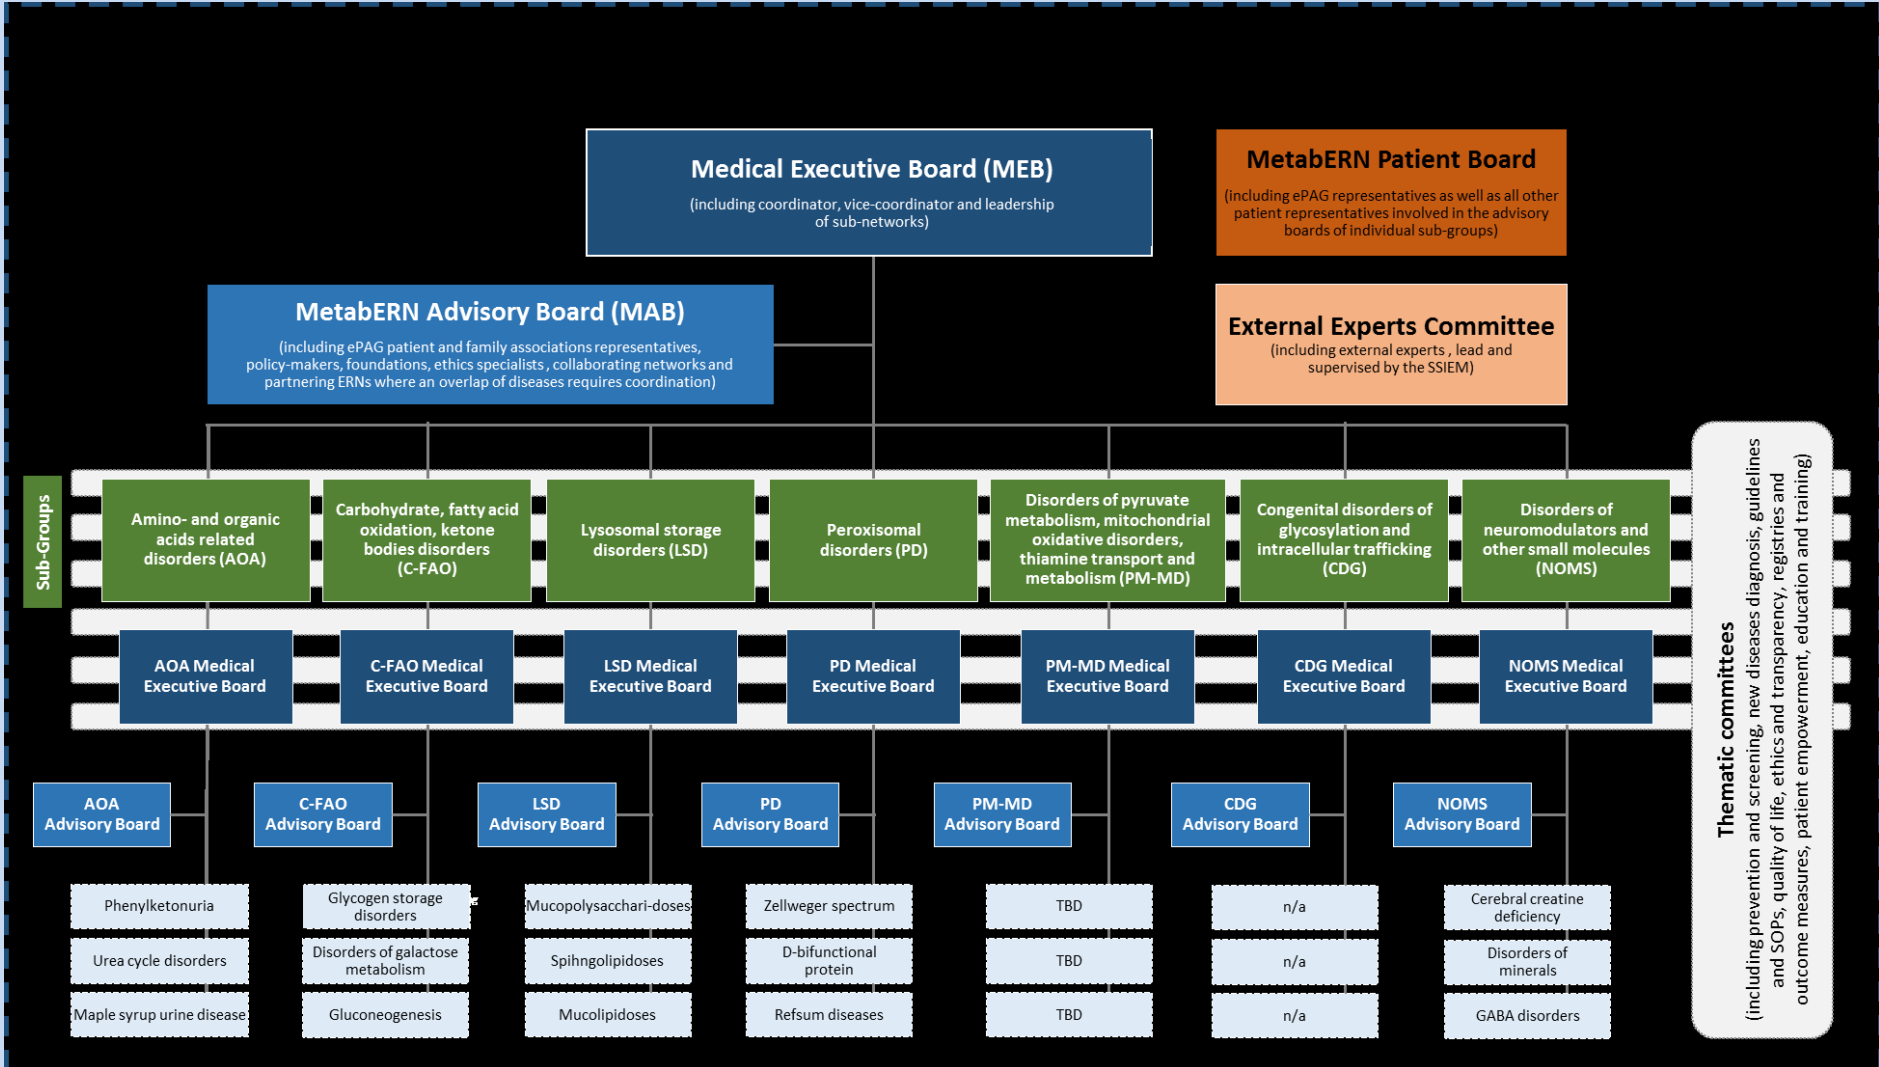 Medical Executive Board (MEB)
(including coordinator, vice-coordinator and leadership
of sub-networks)
MetabERN Patient Board
(including ePAG representatives as well as all other
patient representatives involved in the advisory
boards of individual sub-groups)
MetabERN Advisory Board (MAB)
(including ePAG patient and family associations representatives,
policy-makers, foundations, ethics specialists , collaborating networks and
partnering ERNs where an overlap of diseases requires coordination)
External Experts Committee
(including external experts , lead and
supervised by the SSIEM)
Sub-Groups
Amino- and organic
acids related
disorders (AOA)
Carbohydrate, fatty acid
oxidation, ketone
bodies disorders
(C-FAO)
Lysosomal storage
disorders (LSD)
Peroxisomal
disorders (PD)
Disorders of pyruvate
metabolism, mitochondrial
oxidative disorders,
thiamine transport and
metabolism (PM-MD)
Congenital disorders of
glycosylation and
intracellular trafficking
(CDG)
Disorders of
neuromodulators and
other small molecules
(NOMS)
AOA Medical
Executive Board
C-FAO Medical
Executive Board
LSD Medical
Executive Board
PD Medical
Executive Board
PM-MD Medical
Executive Board
CDG Medical
Executive Board
NOMS Medical
Executive Board
AOA
Advisory Board
C-FAO
Advisory Board
LSD
Advisory Board
PD
Advisory Board
PM-MD
Advisory Board
CDG
Advisory Board
NOMS
Advisory Board
Phenylketonuria
Glycogen storage
disorders
Mucopolysacchari-doses
Zellweger spectrum
TBD
n/a
Cerebral creatine
deficiency
Urea cycle disorders
Disorders of galactose
metabolism
Spihngolipidoses
D-bifunctional
protein
TBD
n/a
Disorders of
minerals
Maple syrup urine disease
Gluconeogenesis
Mucolipidoses
Refsum diseases
TBD
n/a
GABA disorders
Thematic committees
(including prevention and screening, new diseases diagnosis, guidelines
and SOPs, quality of life, ethics and transparency, registries and
outcome measures, patient empowerment, education and training)